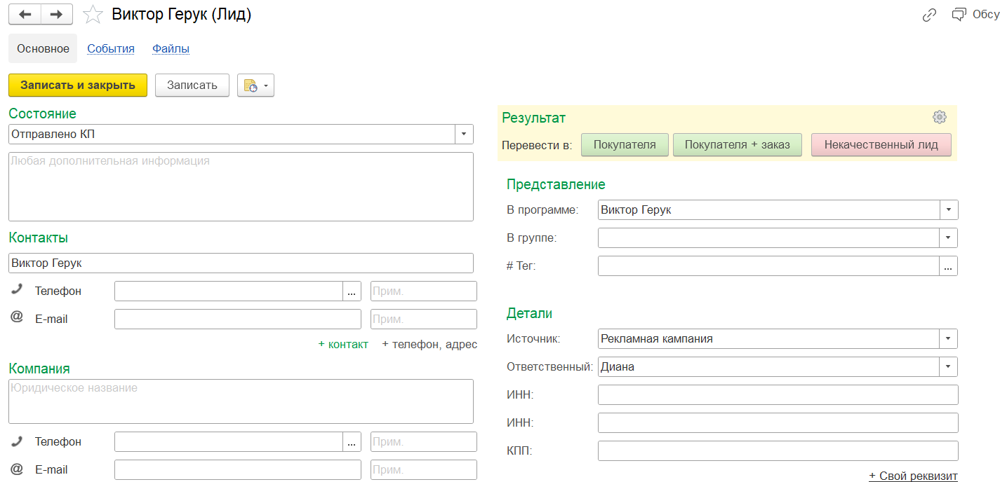 Виктор Герук (Лид)
Обсу
Основное События Файлы
Записать и закрыть Записать
Состояние
Отправлено КП
Любая дополнительная информация
Контакты
Виктор Герук
Телефон ... Прим.
@ E-mail Прим.
+ контакт + телефон, адрес
Компания
Юридическое название
Телефон ... Прим.
@ E-mail Прим.
Результат
Перевести в: Покупателя Покупателя + заказ Некачественный лид
Представление
В программе: Виктор Герук
В группе:
# Тег: ...
Детали
Источник: Рекламная кампания
Ответственный: Диана
ИНН:
ИНН:
КПП:
+ Свой реквизит